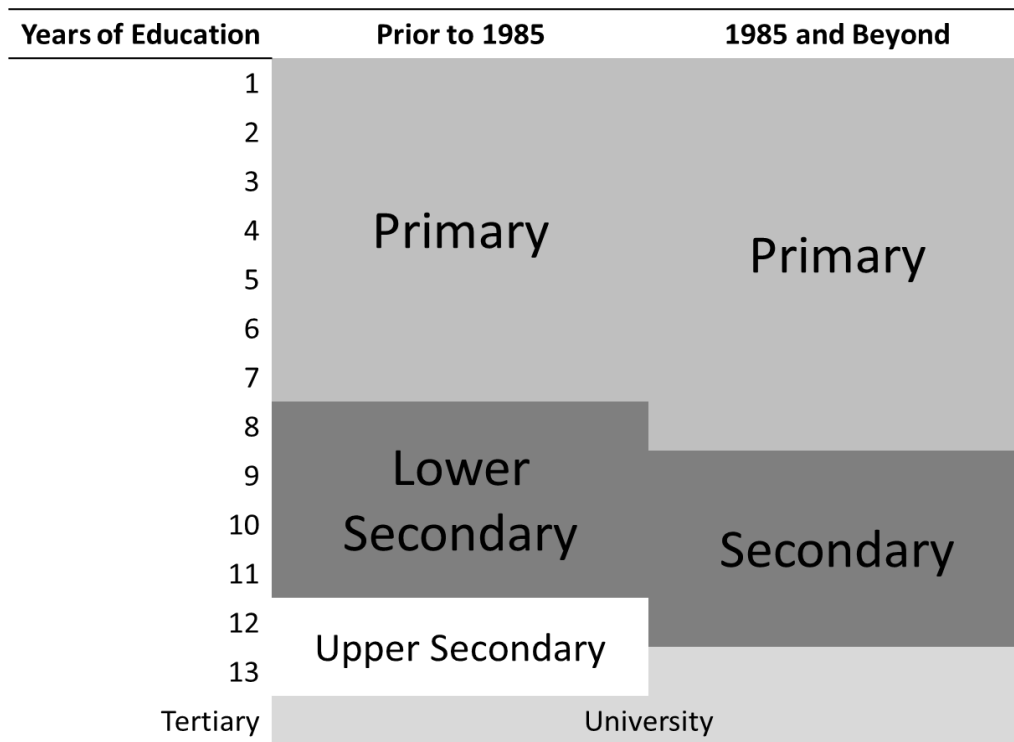 Years of Education Prior to 1985 1985 and Beyond
1
2
3
4
Primary
Primary
5
6
7
8
9
Lower
10
Secondary
Secondary
11
12
Upper Secondary
13
Tertiary University